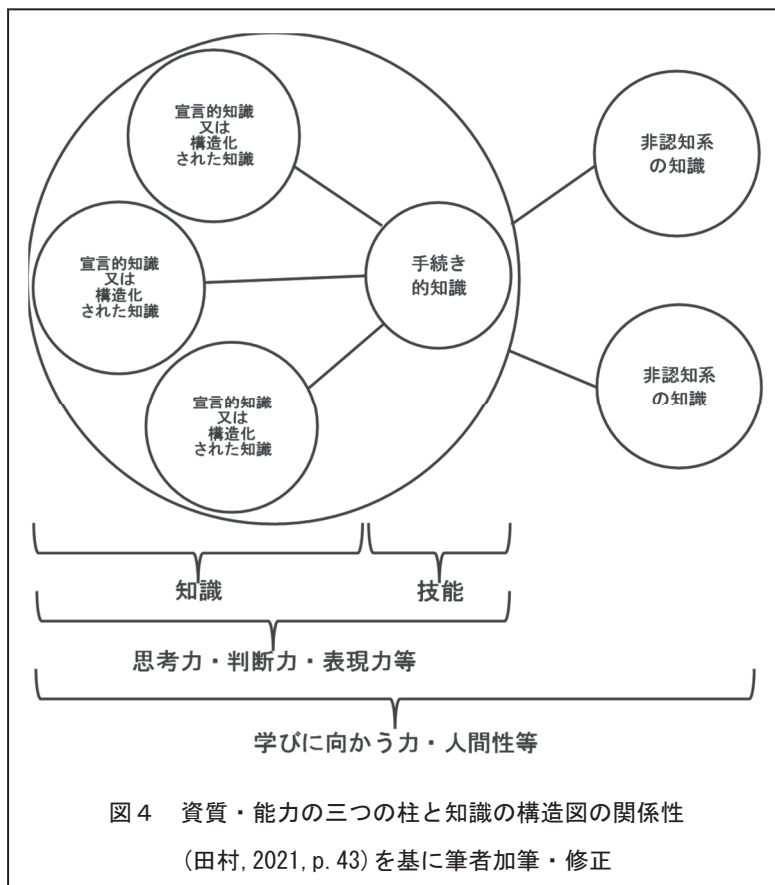 宣言的知識
又は
構造化
された知識
宣言的知識
又は
構造化
された知識
宣言的知識
又は
構造化
された知識
手続き
的知識
非認知系
の知識
非認知系
の知識
知識
技能
思考力・判断力・表現力等
学びに向かう力・人間性等
図４　資質・能力の三つの柱と知識の構造図の関係性
(田村, 2021, p. 43)を基に筆者加筆・修正